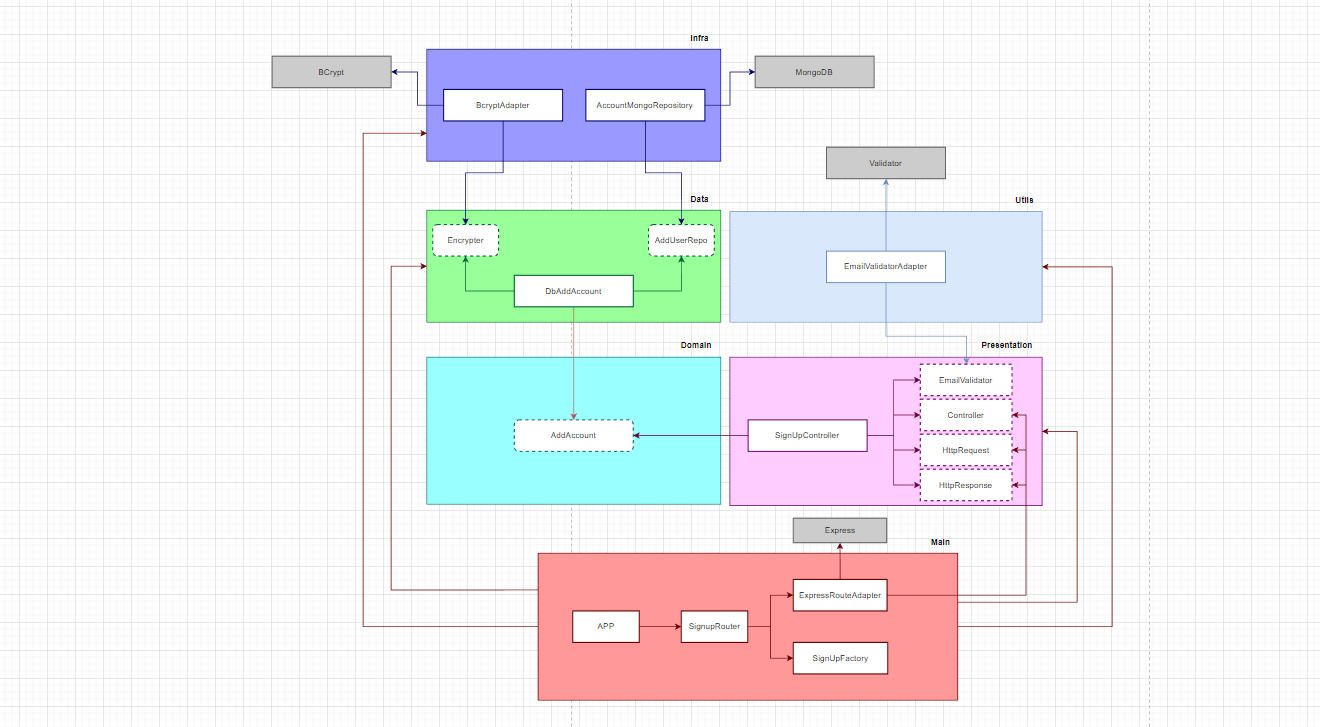 Infra
BCrypt
MongoDB
BcryptAdapter
AccountMongoRepository
Validator
Data
Utils
Encrypter
AddUserRepo
EmailValidatorAdapter
DbAddAccount
Domain
Presentation
EmailValidator
Controller
AddAccount
SignUpController
HttpRequest
HttpResponse
Express
Main
ExpressRouteAdapter
APP
SignupRouter
SignUpFactory